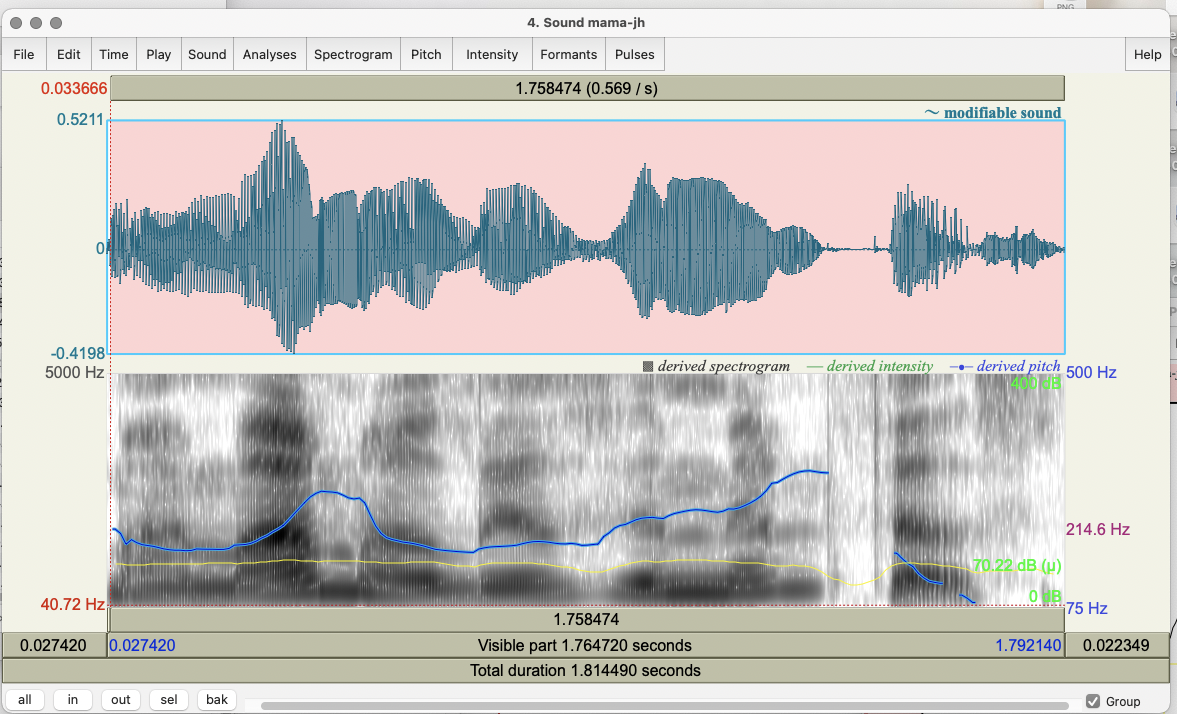 PNG
4. Sound mama-jh
File Edit Time Play Sound Analyses Spectrogram Pitch Intensity Formants Pulses Help
0.033666 1.758474 (0.569 / s)
0.5211 ~ modifiable sound
0
-0.4198
derived spectrogram derived intensity derived pitch
5000 Hz 500 Hz
400 dB
214.6 Hz
70.22 dB (µ)
0 dB
40.72 Hz 75 Hz
1.758474
0.027420 0.027420 Visible part 1.764720 seconds 1.792140 0.022349
Total duration 1.814490 seconds
all in out sel bak Group